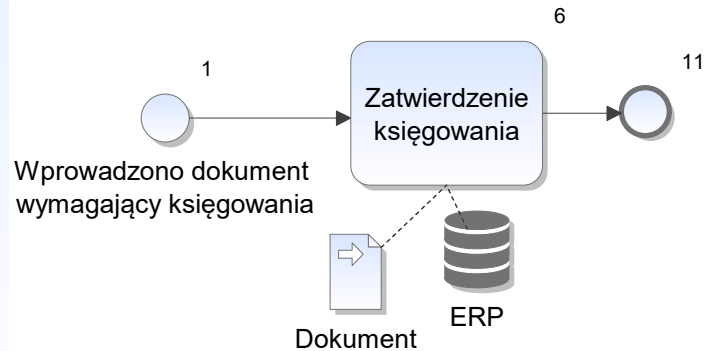 6
1
11
Zatwierdzenie
księgowania
Wprowadzono dokument
wymagający księgowania
ERP
Dokument